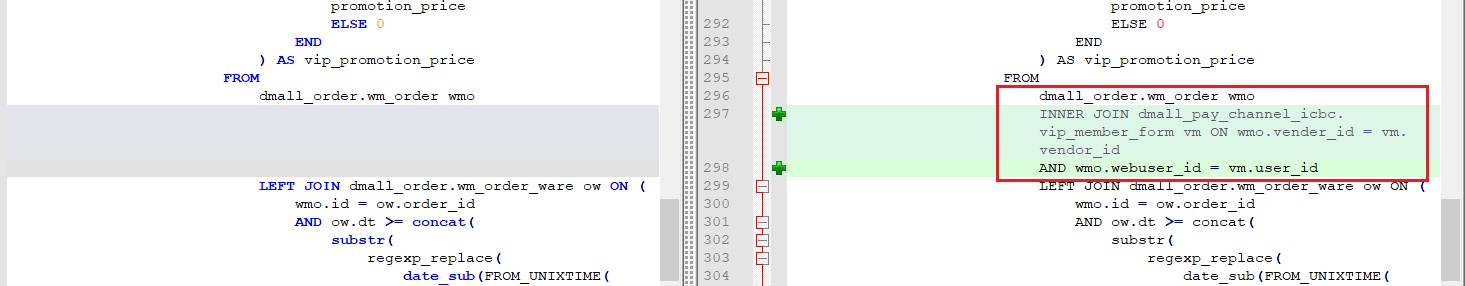 promotion_price
ELSE 0
END
) AS vip_promotion_price
FROM
dmall_order.wm_order wmo
LEFT JOIN dmall_order.wm_order_ware ow ON (
wmo.id = ow.order_id
AND ow.dt >= concat(
substr(
regexp_replace(
date_sub(FROM_UNIXTIME(
promotion_price
292 ELSE 0
293 END
294 ) AS vip_promotion_price
295 FROM
296 dmall_order.wm_order wmo
297 INNER JOIN dmall_pay_channel_icbc.
vip_member_form vm ON wmo.vender_id = vm.
vendor_id
298 AND wmo.webuser_id = vm.user_id
299 LEFT JOIN dmall_order.wm_order_ware ow ON (
300 wmo.id = ow.order_id
301 AND ow.dt >= concat(
302 substr(
303 regexp_replace(
304 date_sub(FROM_UNIXTIME(